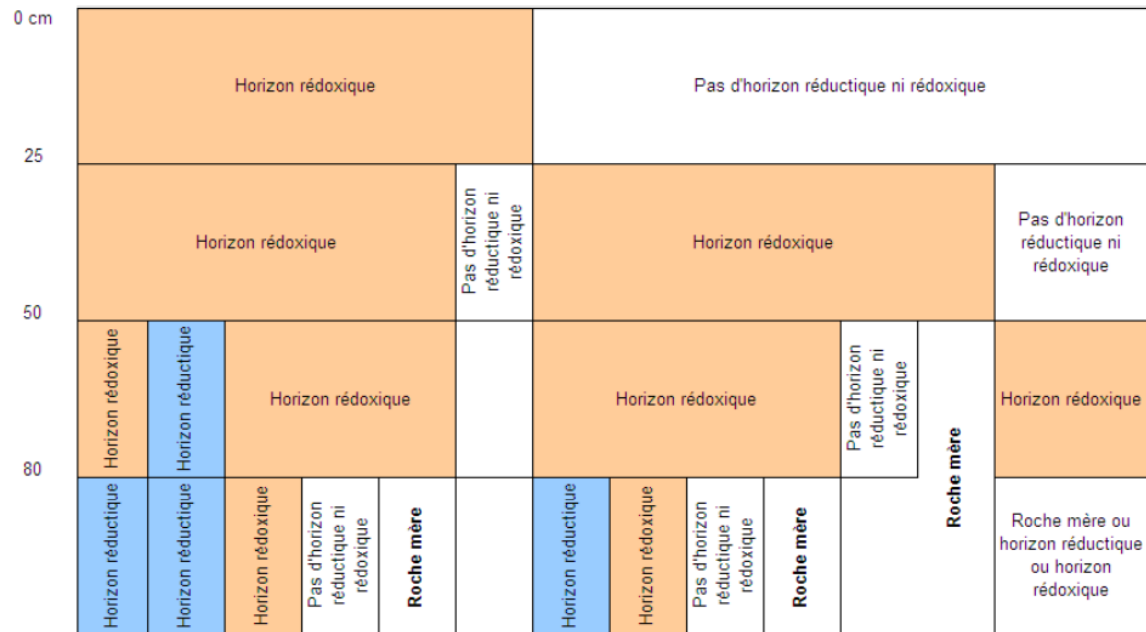 0 cm
Horizon rédoxique
Pas d'horizon réductique ni rédoxique
25
Horizon rédoxique
Pas d'horizon
réductique ni
rédoxique
Horizon rédoxique
Pas d'horizon
réductique ni
rédoxique
50
Horizon rédoxique
Horizon réductique
Horizon rédoxique
Horizon rédoxique
Pas d'horizon
réductique ni
rédoxique
Roche mère
Horizon rédoxique
80
Horizon réductique
Horizon réductique
Horizon rédoxique
Pas d'horizon
réductique ni
rédoxique
Roche mère
Horizon réductique
Horizon rédoxique
Pas d'horizon
réductique ni
rédoxique
Roche mère
Roche mère ou
horizon réductique
ou horizon
rédoxique